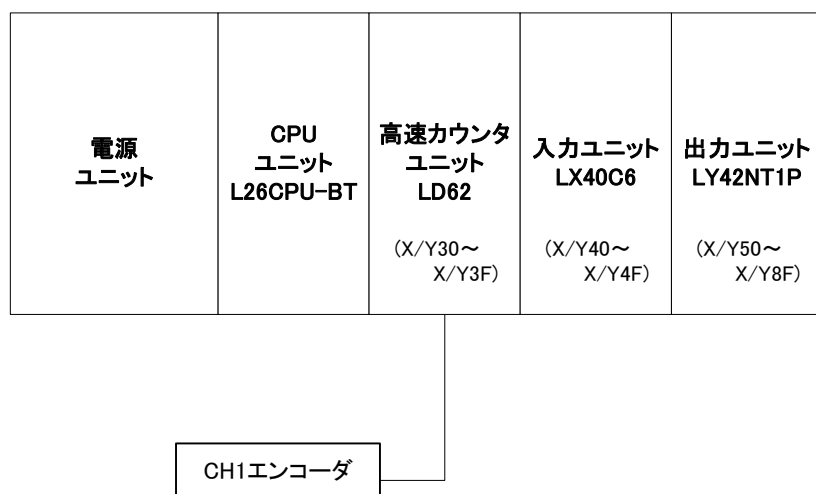 電源
ユニット
CPU
ユニット
L26CPU-BT
高速カウンタ
ユニット
LD62
(X/Y30～
X/Y3F)
入力ユニット
LX40C6
(X/Y40～
X/Y4F)
出力ユニット
LY42NT1P
(X/Y50～
X/Y8F)
CH1エンコーダ